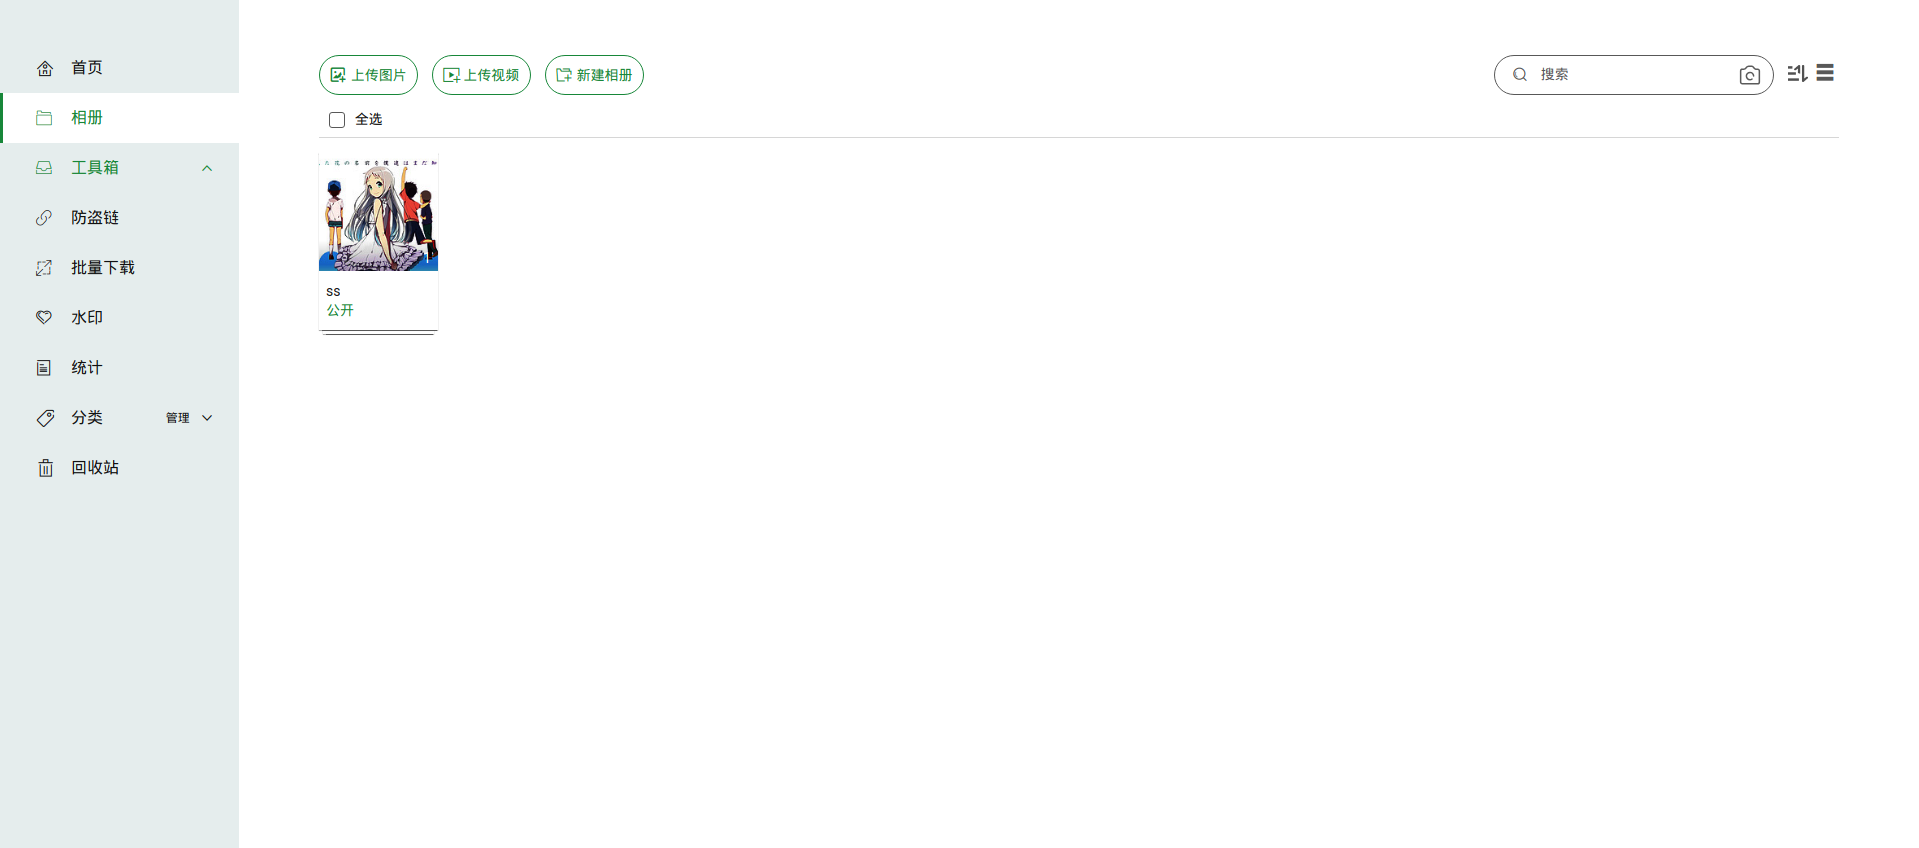 首页
相册
工具箱
防盗链
批量下载
水印
统计
分类 管理
回收站
上传图片 上传视频 新建相册
搜索
全选
ss
公开